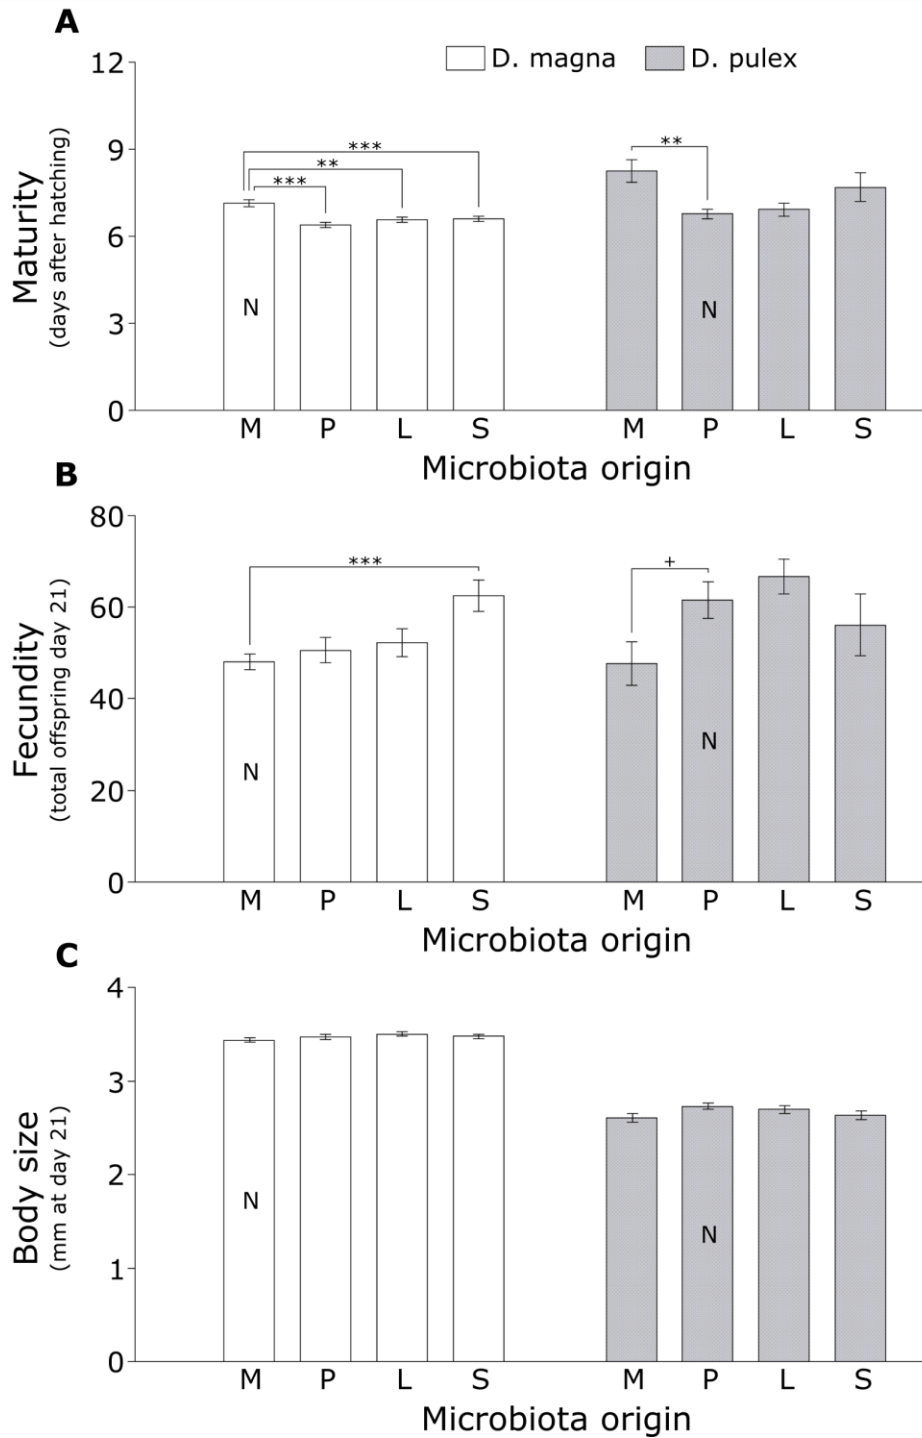 A
D. magna D. pulex
Maturity
(days after hatching)
12
9
6
3
0
***
**
***
**
N
N
M P L S M P L S
Microbiota origin
B
Fecundity
(total offspring day 21)
80
60
40
20
0
***
+
N
N
M P L S M P L S
Microbiota origin
C
Body size
(mm at day 21)
4
3
2
1
0
N
N
M P L S M P L S
Microbiota origin